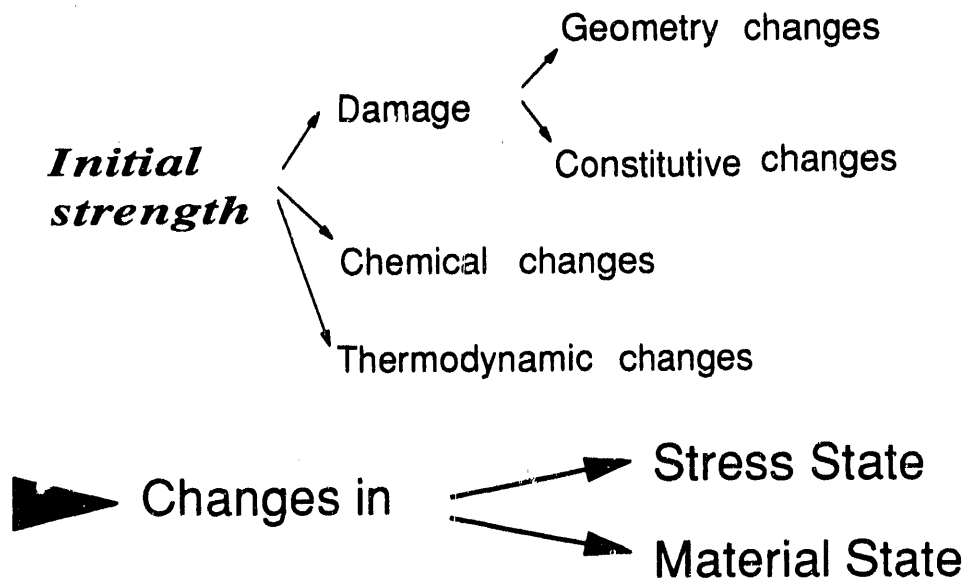 Geometry changes
Damage
Constitutive changes
Initial
strength
Chemical changes
Thermodynamic changes
Changes in
Stress State
Material State